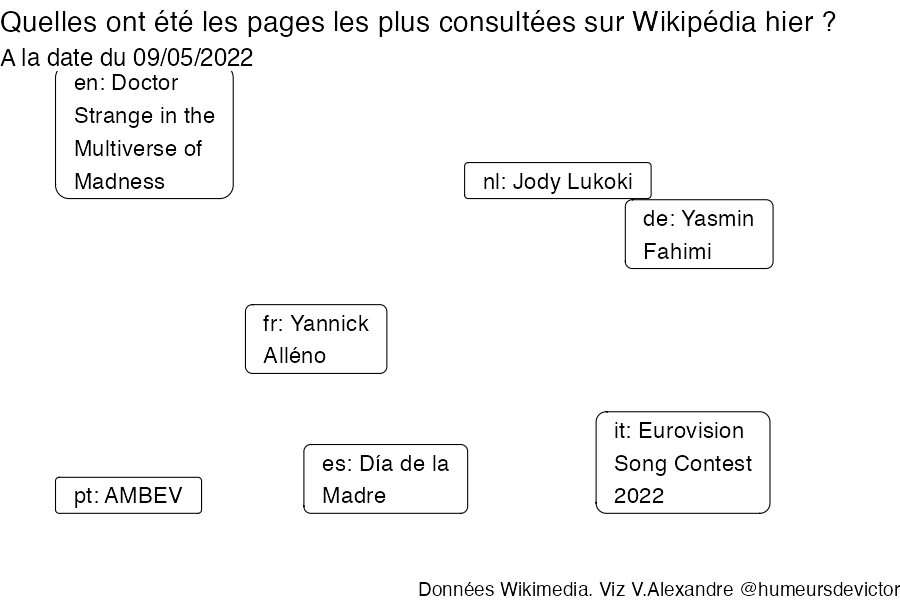 Quelles ont été les pages les plus consultées sur Wikipédia hier ?
A la date du 09/05/2022
en: Doctor
Strange in the
Multiverse of
Madness
nl: Jody Lukoki
de: Yasmin
Fahimi
fr: Yannick
Alléno
it: Eurovision
Song Contest
2022
es: Día de la
Madre
pt: AMBEV
Données Wikimedia. Viz V.Alexandre @humeursdevictor